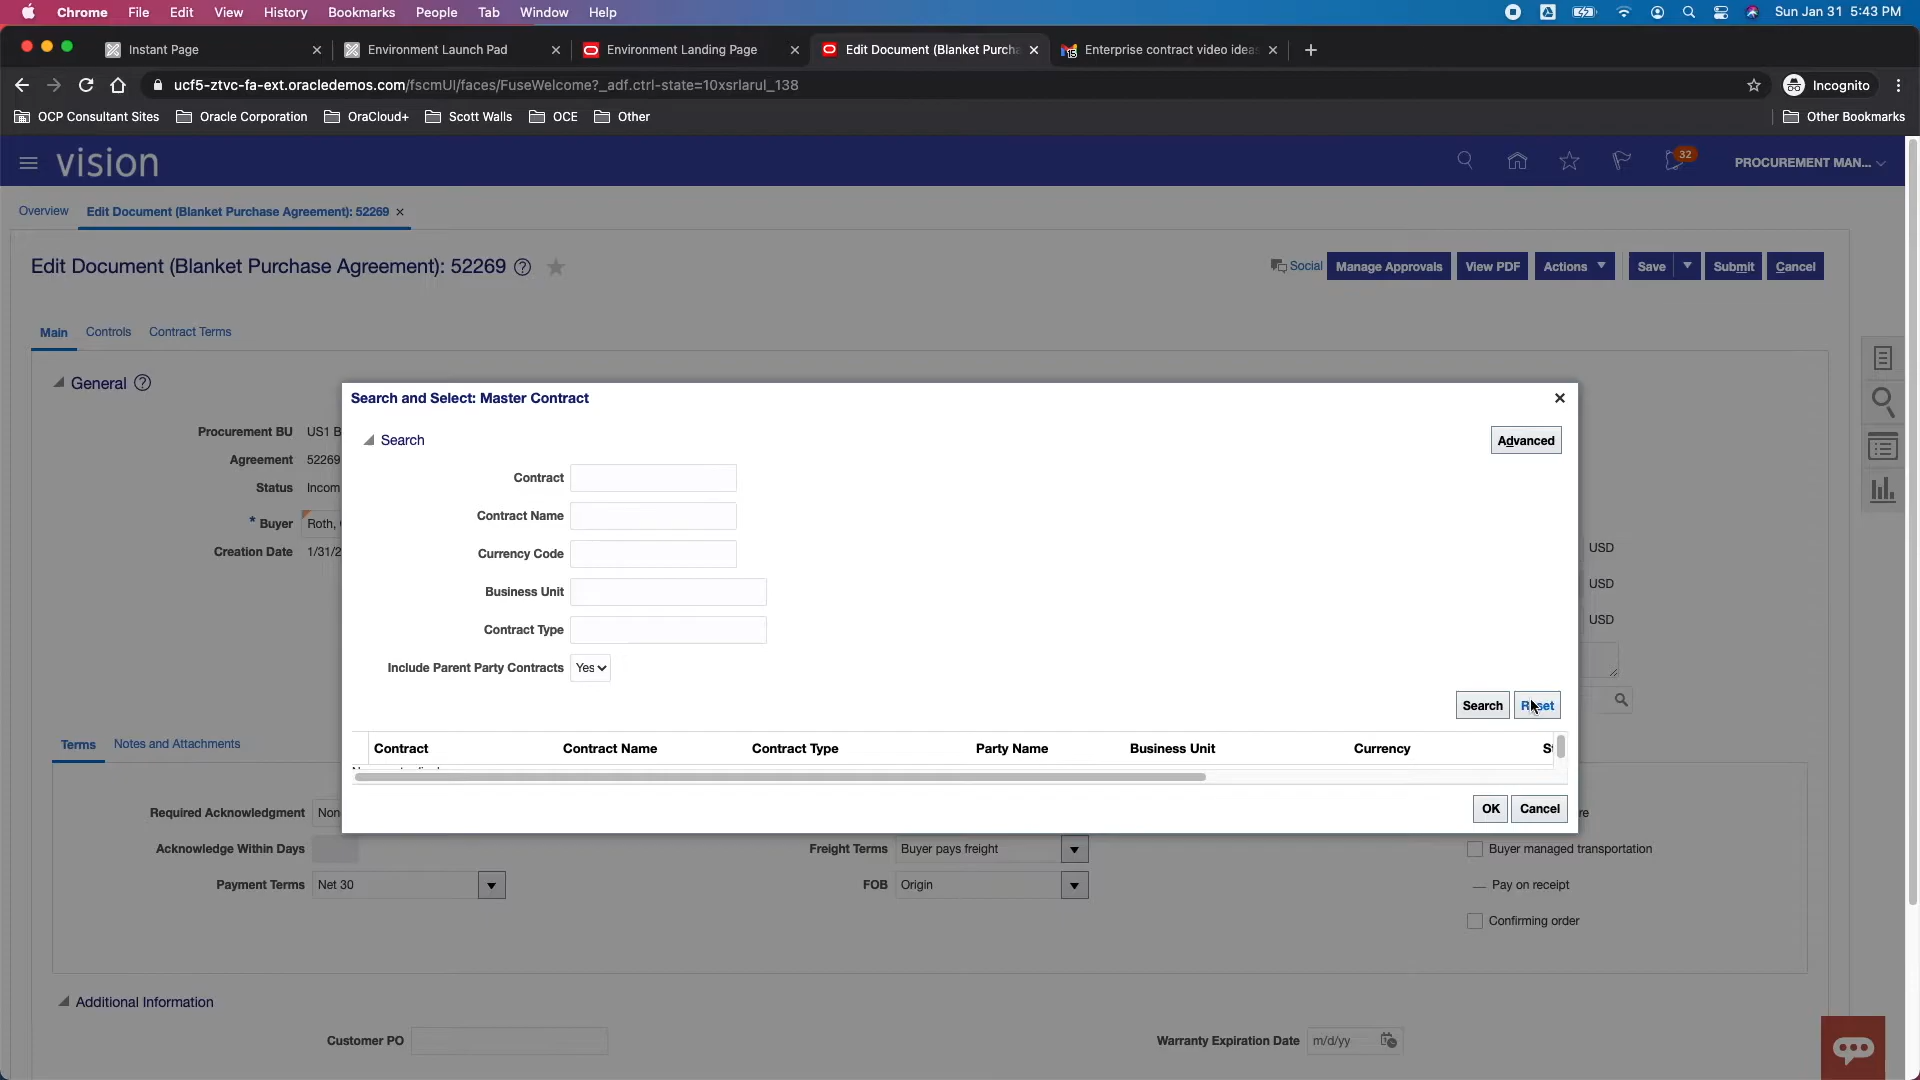 Chrome File Edit View History Bookmarks People Tab Window Help Sun Jan 31 5:43 PM
Instant Page Environment Launch Pad Environment Landing Page Edit Document (Blanket Purcha 15 Enterprise contract video ideas
ucf5-ztvc-fa-ext.oracledemos.com/fscmUI/faces/FuseWelcome?_adf.ctrl-state=10xsrlarul_138 Incognito
OCP Consultant Sites Oracle Corporation OraCloud+ Scott Walls OCE Other Other Bookmarks
vision 32 PROCUREMENT MAN...
Overview Edit Document (Blanket Purchase Agreement): 52269
Edit Document (Blanket Purchase Agreement): 52269 Social Manage Approvals View PDF Actions Save Submit Cancel
Main Controls Contract Terms
General
Search and Select: Master Contract
Procurement BU US1 B
Search Advanced
Agreement 52269
Contract
Status Incom
Contract Name
* Buyer Roth,
Creation Date 1/31/2 USD
Currency Code
USD
Business Unit
USD
Contract Type
Include Parent Party Contracts Yes
Search Reset
Terms Notes and Attachments
Contract Contract Name Contract Type Party Name Business Unit Currency
OK Cancel
Required Acknowledgment Non re
Acknowledge Within Days Freight Terms Buyer pays freight Buyer managed transportation
Payment Terms Net 30 FOB Origin Pay on receipt
Confirming order
Additional Information
Customer PO Warranty Expiration Date m/d/yy